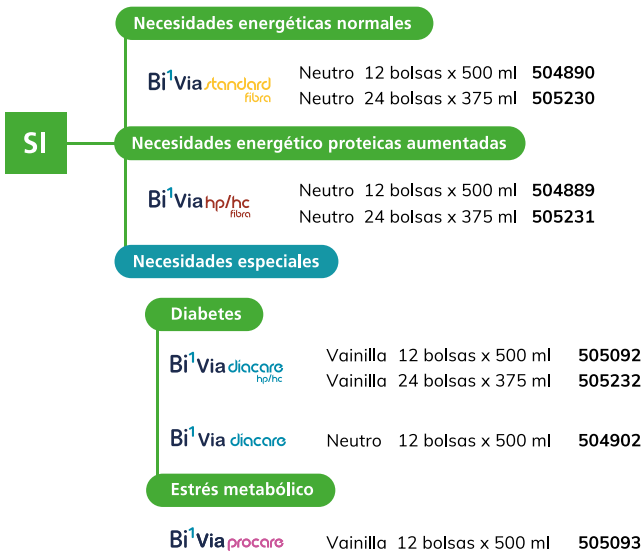 Necesidades energéticas normales
Bi¹Via standard fibra
Neutro 12 bolsas x 500 ml 504890
Neutro 24 bolsas x 375 ml 505230
SI
Necesidades energético proteicas aumentadas
Bi¹Via hp/hc fibra
Neutro 12 bolsas x 500 ml 504889
Neutro 24 bolsas x 375 ml 505231
Necesidades especiales
Diabetes
Bi¹Via diacare hp/hc
Vainilla 12 bolsas x 500 ml 505092
Vainilla 24 bolsas x 375 ml 505232
Bi¹Via diacare
Neutro 12 bolsas x 500 ml 504902
Estrés metabólico
Bi¹Via procare
Vainilla 12 bolsas x 500 ml 505093